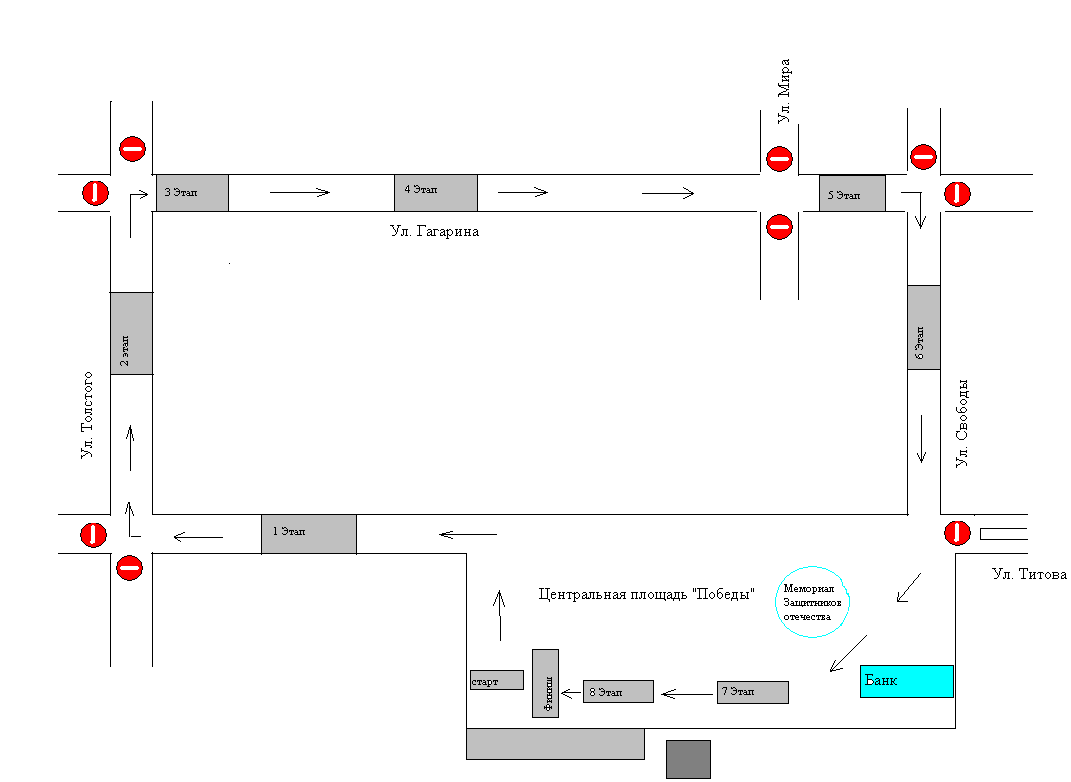 Ул. Мира
3 Этап
4 Этап
5 Этап
Ул. Гагарина
2 этап
6 Этап
Ул. Толстого
Ул. Свободы
1 Этап
Ул. Титова
Центральная площадь "Победы"
Мемориал
Защитников
отечества
старт
Финиш
8 Этап
7 Этап
Банк